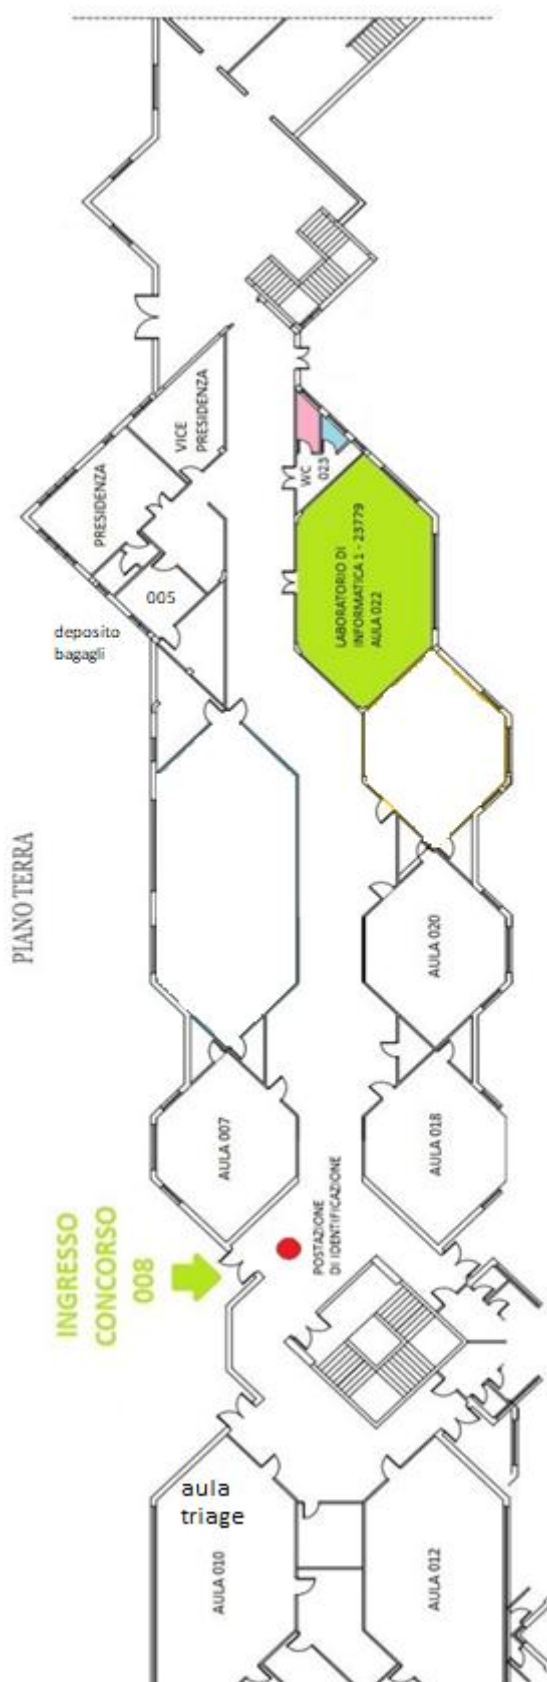 VICE
PRESIDENZA
PRESIDENZA
WC
023
005
LABORATORIO DI
INFORMATICA 1 - 23779
AULA 022
deposito
bagagli
PIANO TERRA
AULA 020
AULA 007
AULA 018
INGRESSO
CONCORSO
008
POSTAZIONE
DI IDENTIFICAZIONE
aula
triage
AULA 010
AULA 012